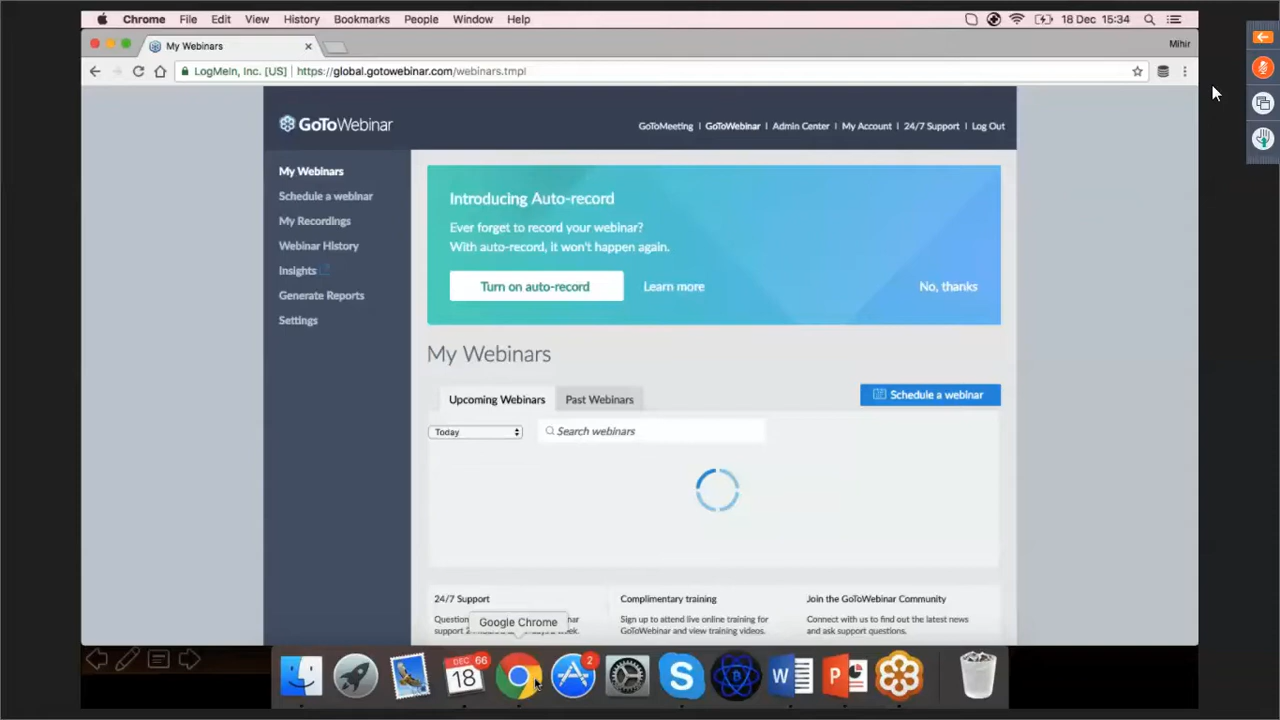 Chrome File Edit View History Bookmarks People Window Help 18 Dec 15:34
My Webinars Mihir
LogMeIn, Inc. [US] https://global.gotowebinar.com/webinars.tmpl
GoToWebinar GoToMeeting GoToWebinar Admin Center My Account 24/7 Support Log Out
My Webinars
Schedule a webinar
My Recordings
Webinar History
Insights
Generate Reports
Settings
Introducing Auto-record
Ever forget to record your webinar?
With auto-record, it won't happen again.
Turn on auto-record Learn more No, thanks
My Webinars
Upcoming Webinars Past Webinars Schedule a webinar
Today Search webinars
24/7 Support Complimentary training Join the GoToWebinar Community
Sign up to attend live online training for Connect with us to find out the latest news
support GoToWebinar and view training videos. and ask support questions.
Google Chrome
DEC 66 2
18 W P